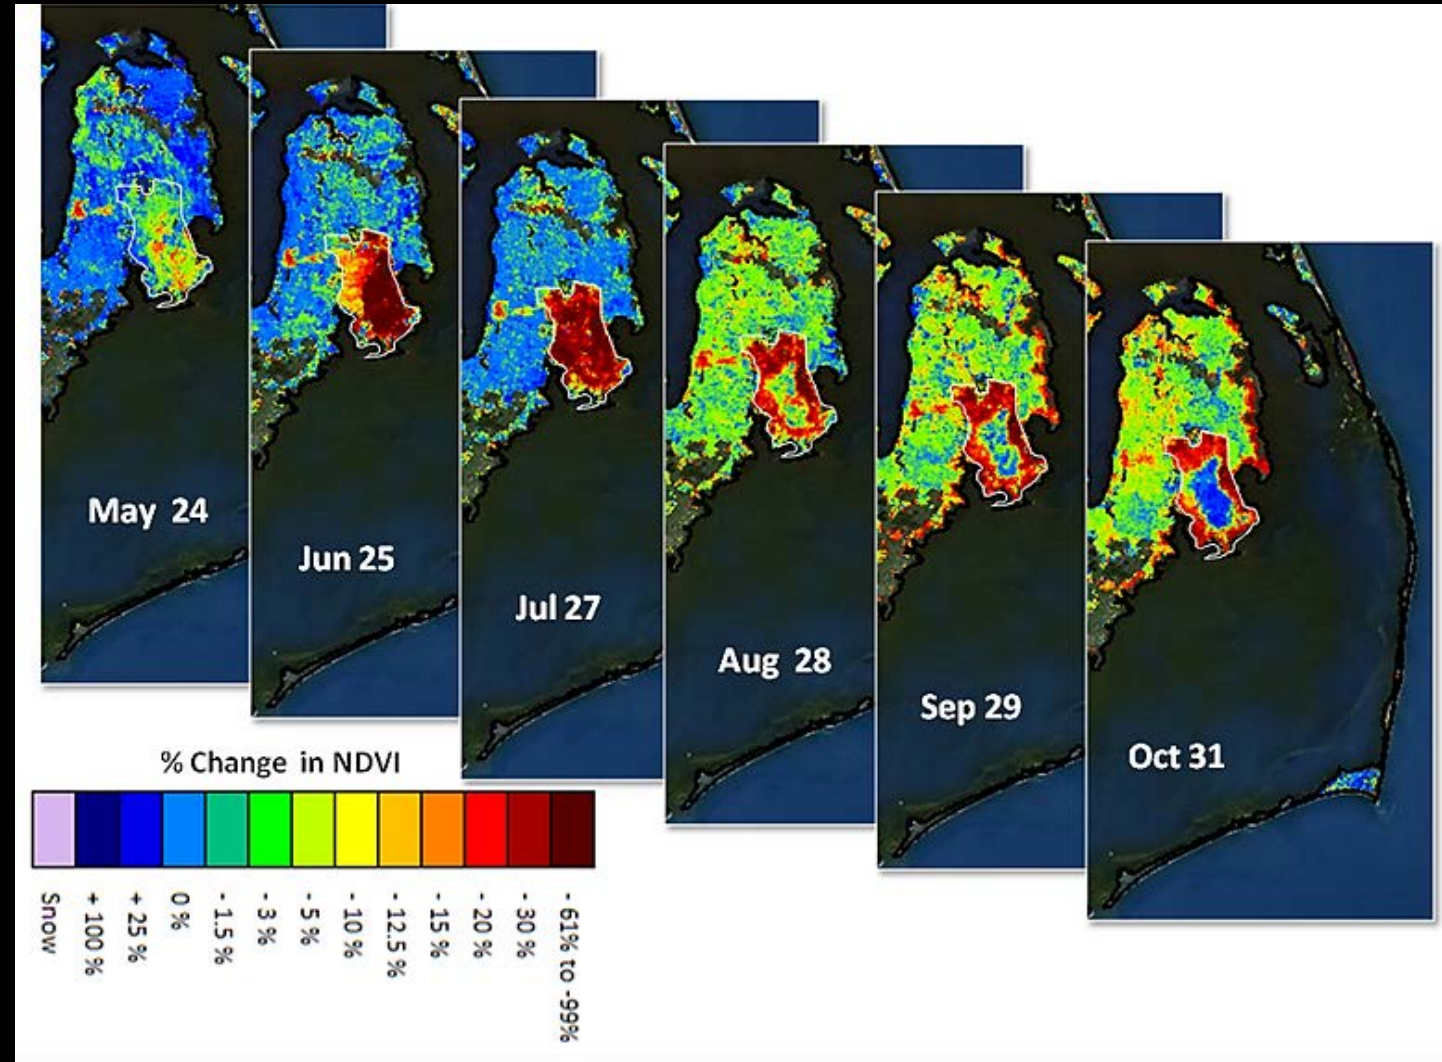 May 24
Jun 25
Jul 27
Aug 28
Sep 29
Oct 31
% Change in NDVI
Snow
+ 100 %
+ 25 %
0 %
- 1.5 %
- 3 %
- 5 %
- 10 %
- 12.5 %
- 15 %
- 20 %
- 30 %
- 61% to -99%